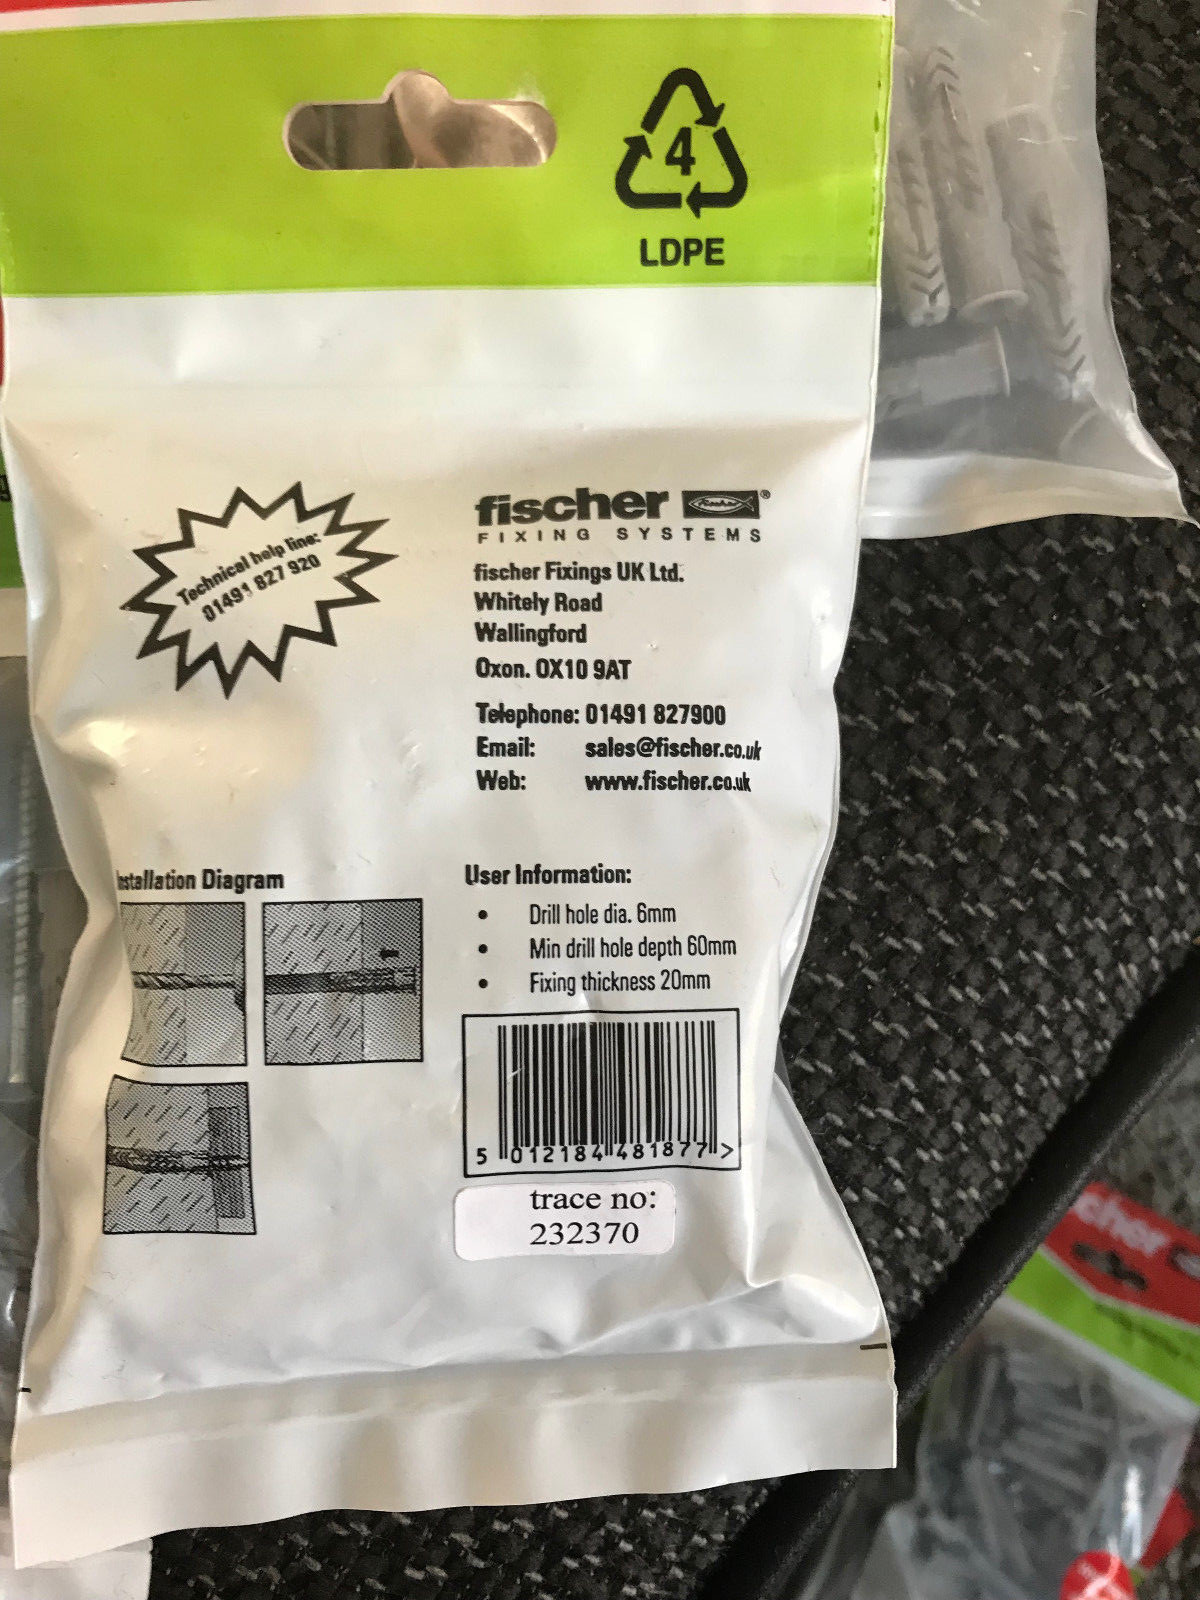 4
LDPE
Technical help line:
01491 827 920
fischer
FIXING SYSTEMS
fischer Fixings UK Ltd.
Whitely Road
Wallingford
Oxon. OX10 9AT
Telephone: 01491 827900
Email: sales@fischer.co.uk
Web: www.fischer.co.uk
Installation Diagram
User Information:
• Drill hole dia. 6mm
• Min drill hole depth 60mm
• Fixing thickness 20mm
5 012184 481877 >
trace no:
232370
cher